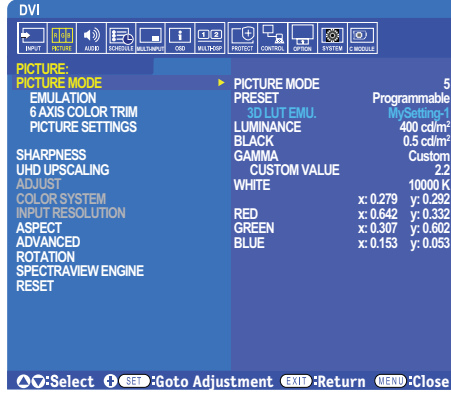 DVI
INPUT PICTURE AUDIO SCHEDULE MULTI-INPUT OSD MULTI-DSP PROTECT CONTROL OPTION SYSTEM C MODULE
PICTURE:
PICTURE MODE
EMULATION
6 AXIS COLOR TRIM
PICTURE SETTINGS
SHARPNESS
UHD UPSCALING
ADJUST
COLOR SYSTEM
INPUT RESOLUTION
ASPECT
ADVANCED
ROTATION
SPECTRAVIEW ENGINE
RESET
PICTURE MODE 5
PRESET Programmable
3D LUT EMU. MySetting-1
LUMINANCE 400 cd/m²
BLACK 0.5 cd/m²
GAMMA Custom
CUSTOM VALUE 2.2
WHITE 10000 K
x: 0.279 y: 0.292
RED x: 0.642 y: 0.332
GREEN x: 0.307 y: 0.602
BLUE x: 0.153 y: 0.053
:Select SET:Goto Adjustment EXIT:Return MENU:Close